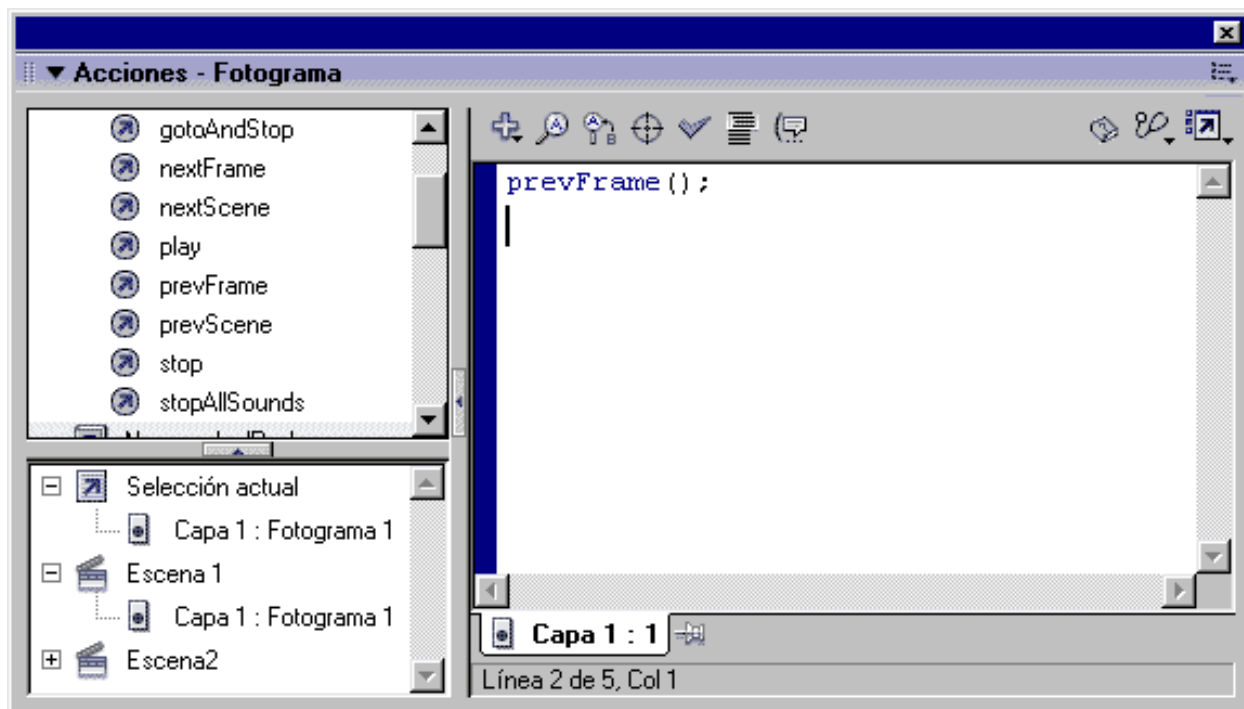 Acciones - Fotograma
gotoAndStop
nextFrame
nextScene
play
prevFrame
prevScene
stop
stopAllSounds
Selección actual
Capa 1 : Fotograma 1
Escena 1
Capa 1 : Fotograma 1
Escena2
prevFrame();
Capa 1 : 1
Línea 2 de 5, Col 1